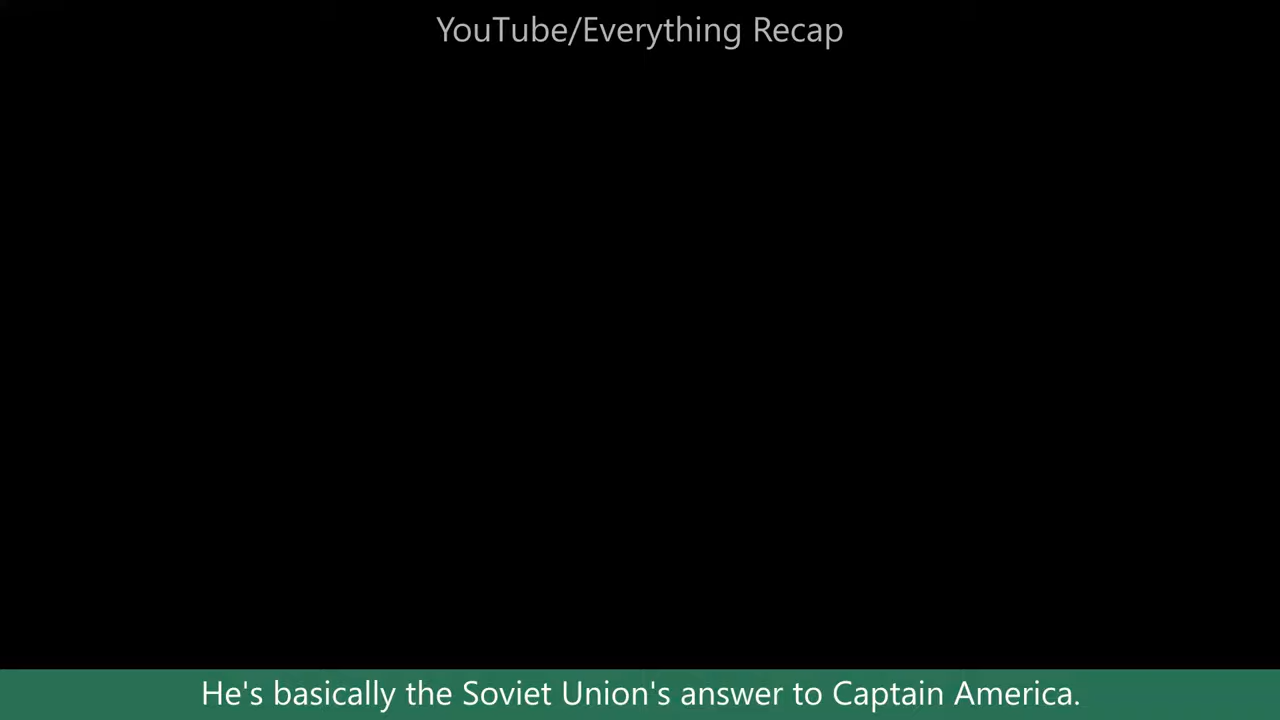 YouTube/Everything Recap
He's basically the Soviet Union's answer to Captain America.